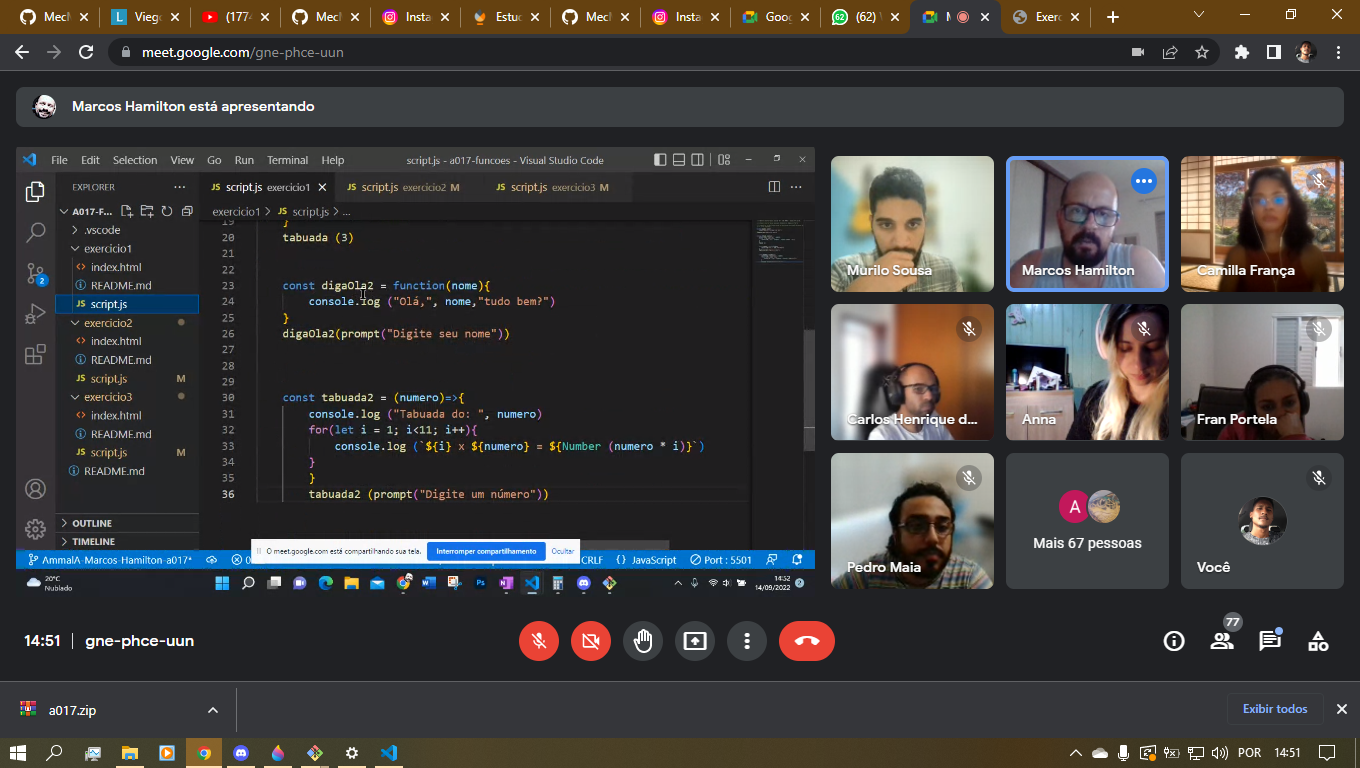 Mecl
Viego
(177
Mecl
Insta
Estuc
Mecl
Insta
Goog
62
(62)
Exerc
meet.google.com/gne-phce-uun
Marcos Hamilton está apresentando
File Edit Selection View Go Run Terminal Help
script.js - a017-funcoes - Visual Studio Code
EXPLORER
JS script.js exercicio1
JS script.js exercicio2 M
JS script.js exercicio3 M
A017-F...
exercicio1 > JS script.js > ...
.vscode
exercicio1
index.html
README.md
JS script.js
exercicio2
index.html
README.md
JS script.js M
exercicio3
index.html
README.md
JS script.js M
README.md
OUTLINE
TIMELINE
2
19 }
20 tabuada (3)
21
22
23 const digaOla2 = function(nome){
24 console.log ("Olá,", nome,"tudo bem?")
25 }
26 digaOla2(prompt("Digite seu nome"))
27
28
29
30 const tabuada2 = (numero)=>{
31 console.log ("Tabuada do: ", numero)
32 for(let i = 1; i<11; i++){
33 console.log (`${i} x ${numero} = ${Number (numero * i)}`)
34 }
35 }
36 tabuada2 (prompt("Digite um número"))
O meet.google.com está compartilhando sua tela.
Interromper compartilhamento
Ocultar
AmmalA-Marcos-Hamilton-a017*
CRLF {} JavaScript Port : 5501
20°C
Nublado
14:52
14/09/2022
2
Murilo Sousa
Marcos Hamilton
Camilla França
Carlos Henrique d...
Anna
Fran Portela
Pedro Maia
A
Mais 67 pessoas
Você
14:51 | gne-phce-uun
77
a017.zip
Exibir todos
POR 14:51